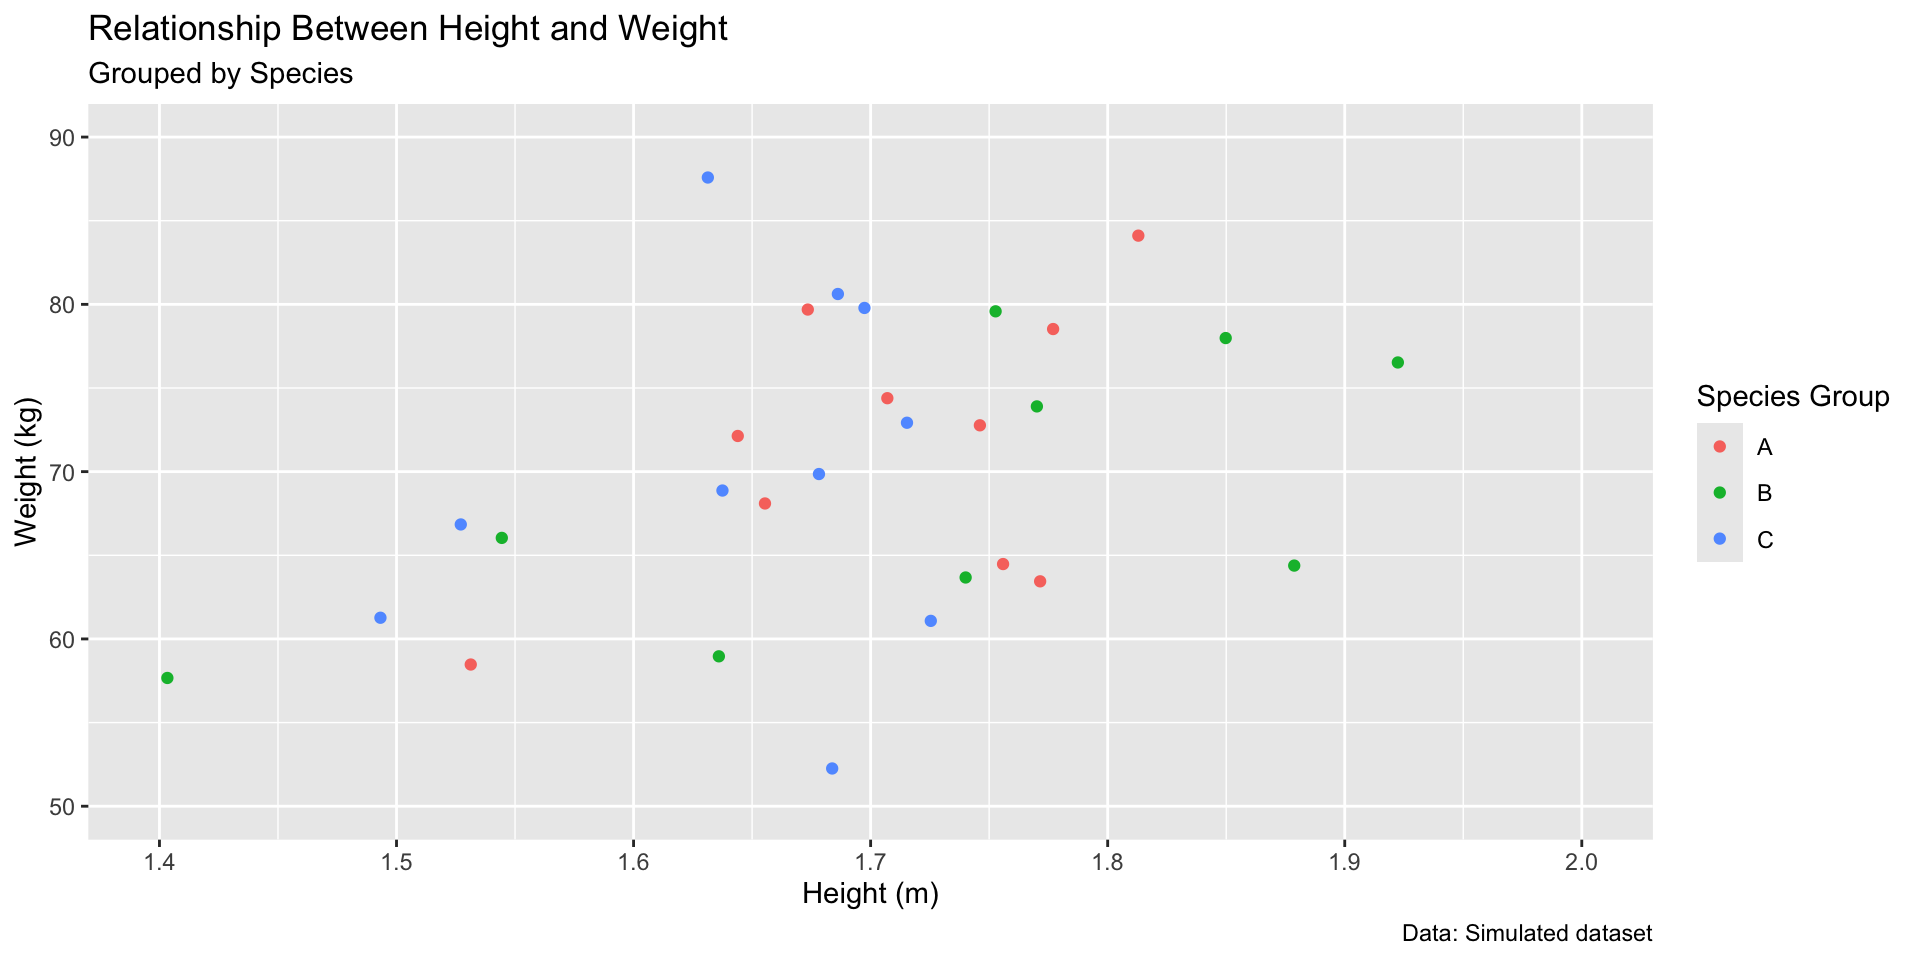 Relationship Between Height and Weight
Grouped by Species
90
80
70
60
50
Weight (kg)
1.4 1.5 1.6 1.7 1.8 1.9 2.0
Height (m)
Species Group
A
B
C
Data: Simulated dataset